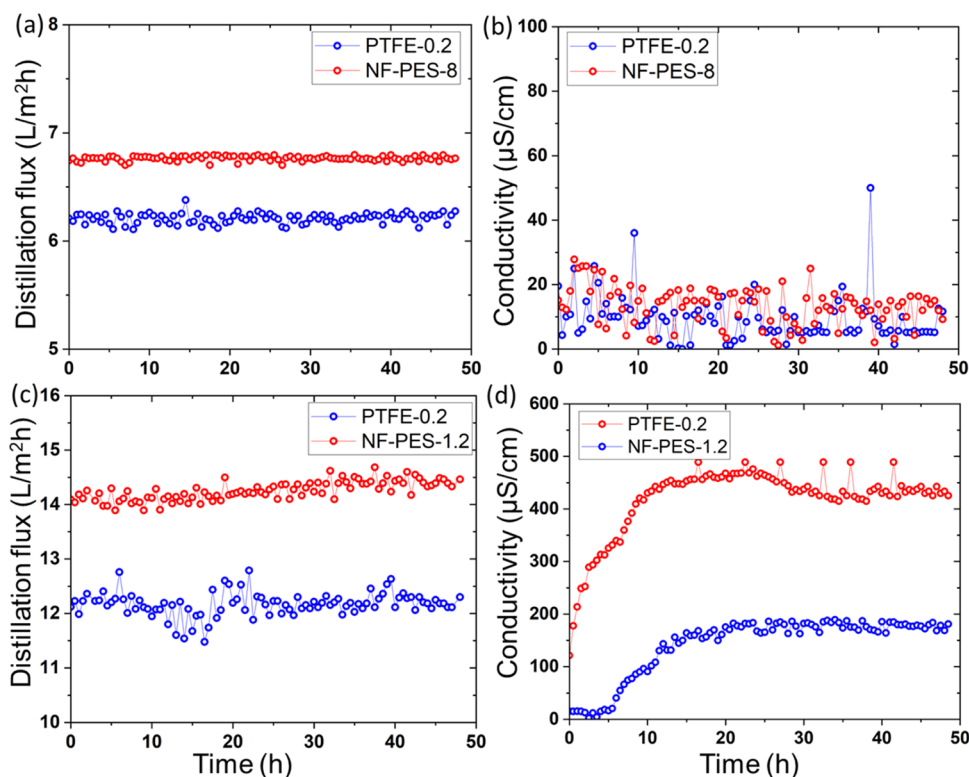 (a)
8
7
6
5
0 10 20 30 40 50
Distillation flux (L/m²h)
PTFE-0.2
NF-PES-8
(b)
100
80
60
40
20
0
0 10 20 30 40 50
Conductivity (µS/cm)
PTFE-0.2
NF-PES-8
(c)
16
15
14
13
12
11
10
0 10 20 30 40 50
Distillation flux (L/m²h)
Time (h)
PTFE-0.2
NF-PES-1.2
(d)
600
500
400
300
200
100
0
0 10 20 30 40 50
Conductivity (µS/cm)
Time (h)
PTFE-0.2
NF-PES-1.2